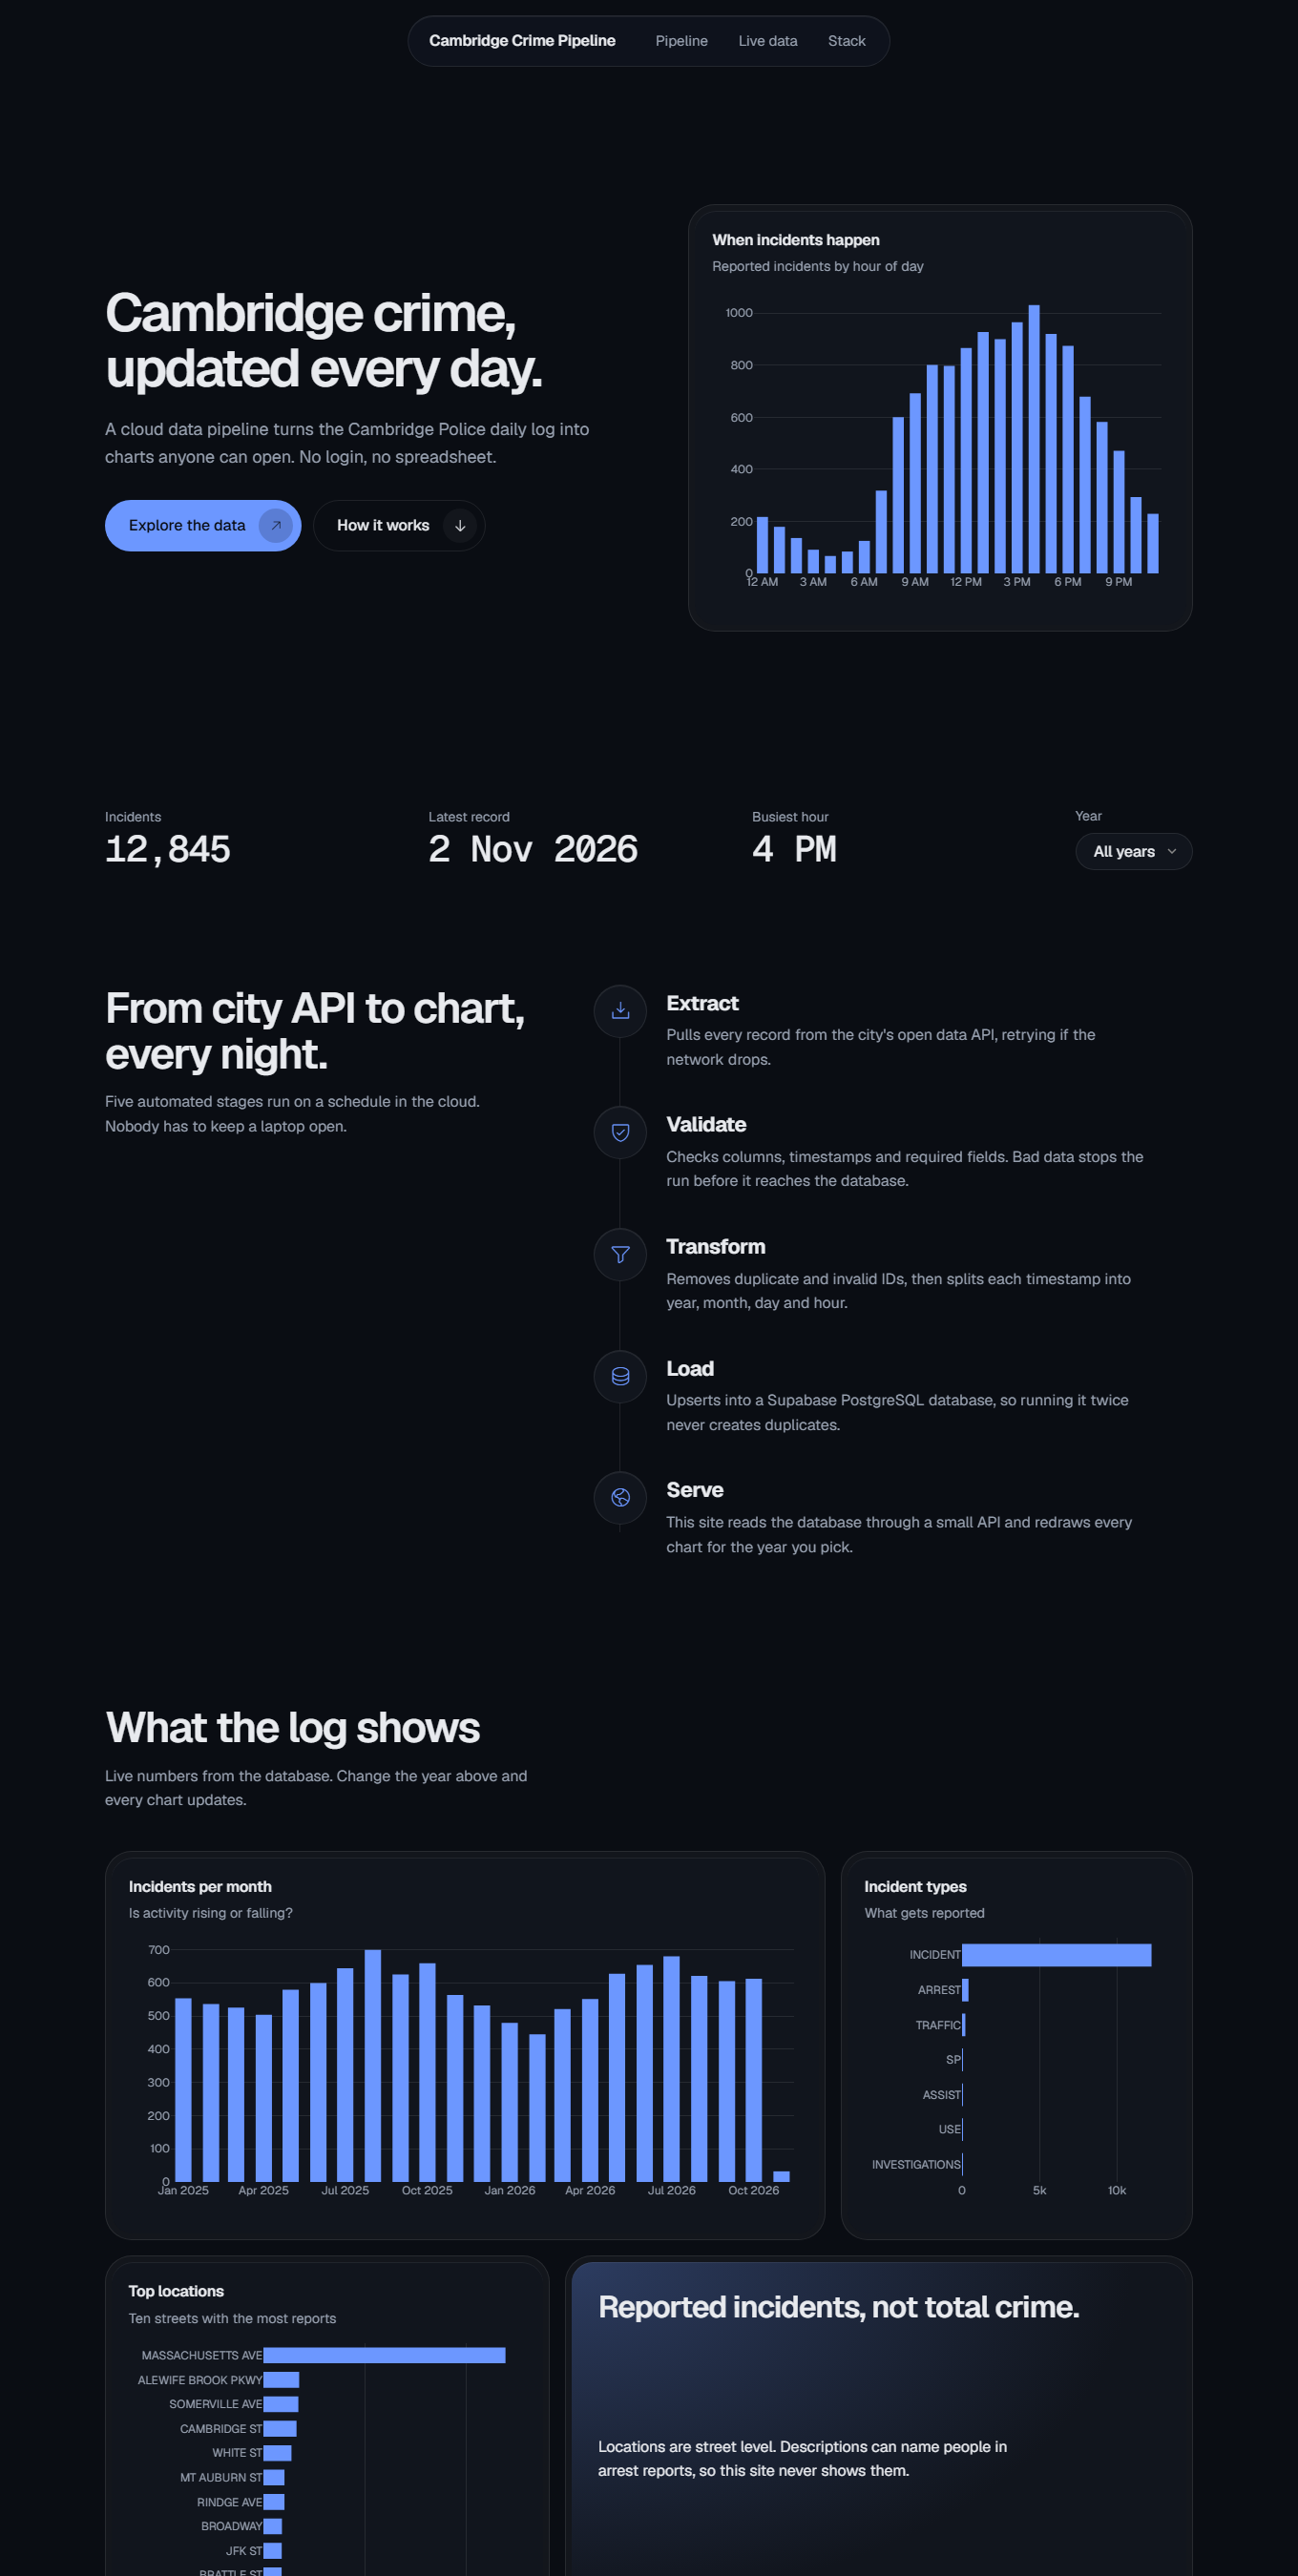 Cambridge Crime Pipeline Pipeline Live data Stack
Cambridge crime,
updated every day.
A cloud data pipeline turns the Cambridge Police daily log into
charts anyone can open. No login, no spreadsheet.
Explore the data
How it works
When incidents happen
Reported incidents by hour of day
1000
800
600
400
200
0
12 AM 3 AM 6 AM 9 AM 12 PM 3 PM 6 PM 9 PM
Incidents
12,845
Latest record
2 Nov 2026
Busiest hour
4 PM
Year
All years
From city API to chart,
every night.
Five automated stages run on a schedule in the cloud.
Nobody has to keep a laptop open.
Extract
Pulls every record from the city's open data API, retrying if the
network drops.
Validate
Checks columns, timestamps and required fields. Bad data stops the
run before it reaches the database.
Transform
Removes duplicate and invalid IDs, then splits each timestamp into
year, month, day and hour.
Load
Upserts into a Supabase PostgreSQL database, so running it twice
never creates duplicates.
Serve
This site reads the database through a small API and redraws every
chart for the year you pick.
What the log shows
Live numbers from the database. Change the year above and
every chart updates.
Incidents per month
Is activity rising or falling?
700
600
500
400
300
200
100
0
Jan 2025 Apr 2025 Jul 2025 Oct 2025 Jan 2026 Apr 2026 Jul 2026 Oct 2026
Incident types
What gets reported
INCIDENT
ARREST
TRAFFIC
SP
ASSIST
USE
INVESTIGATIONS
0 5k 10k
Top locations
Ten streets with the most reports
MASSACHUSETTS AVE
ALEWIFE BROOK PKWY
SOMERVILLE AVE
CAMBRIDGE ST
WHITE ST
MT AUBURN ST
RINDGE AVE
BROADWAY
JFK ST
BRATTLE ST
Reported incidents, not total crime.
Locations are street level. Descriptions can name people in
arrest reports, so this site never shows them.